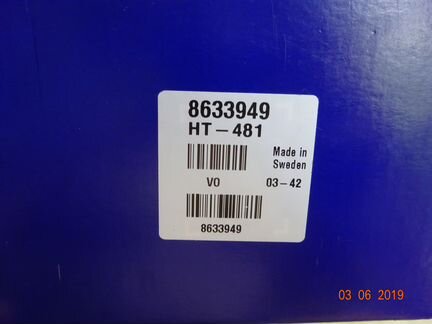 8633949
HT-481
Made in
Sweden
VO 03-42
8633949
03 06 2019